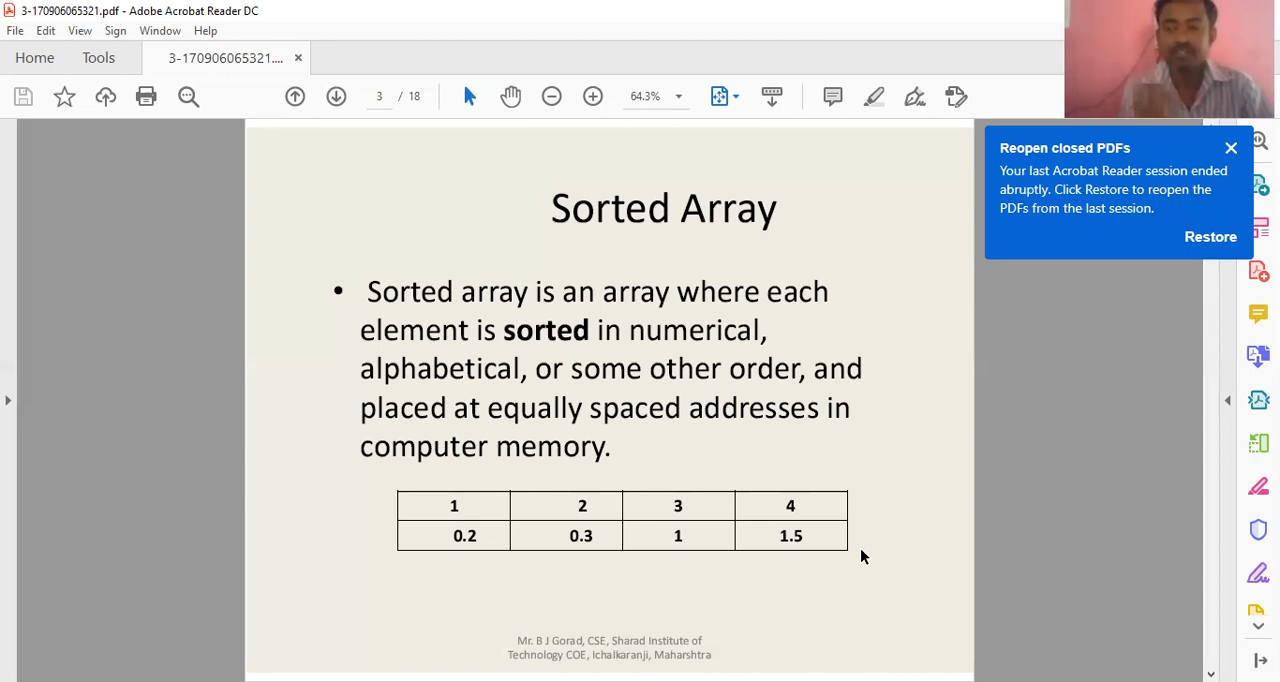 3-170906065321.pdf - Adobe Acrobat Reader DC
File Edit View Sign Window Help
Home Tools 3-170906065321.... ×
3 / 18 64.3%
Reopen closed PDFs
Your last Acrobat Reader session ended
abruptly. Click Restore to reopen the
PDFs from the last session.
Restore
Sorted Array
• Sorted array is an array where each
element is sorted in numerical,
alphabetical, or some other order, and
placed at equally spaced addresses in
computer memory.
1 2 3 4
0.2 0.3 1 1.5
Mr. B J Gorad, CSE, Sharad Institute of
Technology COE, Ichalkaranji, Maharshtra